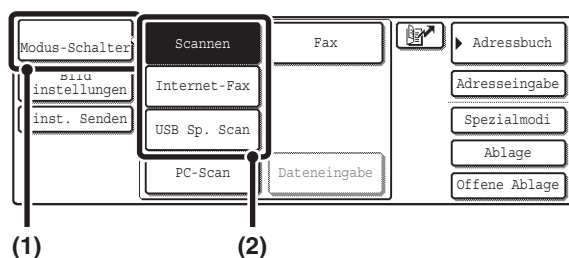 Modus-Schalter
Scannen
Fax
Adressbuch
Bild
instellungen
Internet-Fax
Adresseingabe
inst. Senden
USB Sp. Scan
Spezialmodi
Ablage
PC-Scan
Dateneingabe
Offene Ablage
(1)
(2)